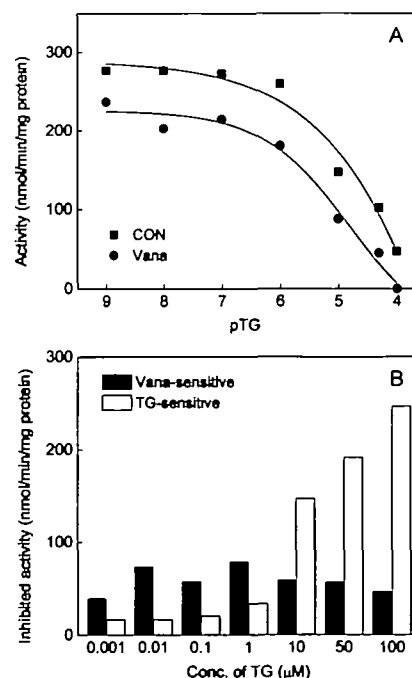 A
300
200
100
0
Activity (nmol/min/mg protein)
CON
Vana
9 8 7 6 5 4
pTG
B
300
200
100
0
Inhibited activity (nmol/min/mg protein)
Vana-sensitive
TG-sensitive
0.001 0.01 0.1 1 10 50 100
Conc. of TG (μM)